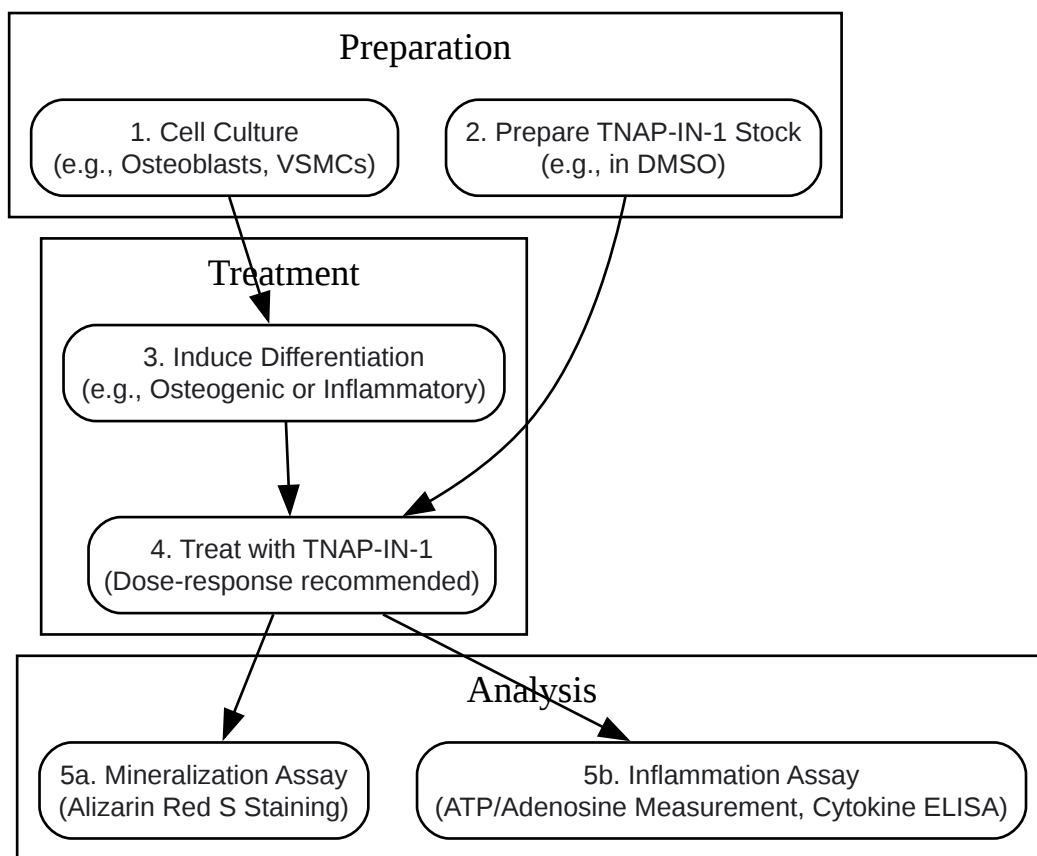 Preparation
1. Cell Culture
(e.g., Osteoblasts, VSMCs)
2. Prepare TNAP-IN-1 Stock
(e.g., in DMSO)
Treatment
3. Induce Differentiation
(e.g., Osteogenic or Inflammatory)
4. Treat with TNAP-IN-1
(Dose-response recommended)
Analysis
5a. Mineralization Assay
(Alizarin Red S Staining)
5b. Inflammation Assay
(ATP/Adenosine Measurement, Cytokine ELISA)